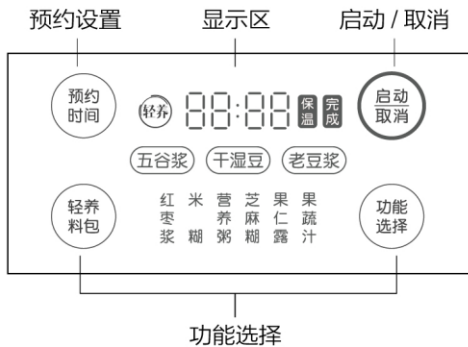 预约设置 显示区 启动 / 取消
预约时间
轻养 88:88 保温 完成
启动取消
五谷浆 干湿豆 老豆浆
轻养料包
红枣浆 米糊 营养粥 芝麻糊 果仁露 果蔬汁
功能选择
功能选择